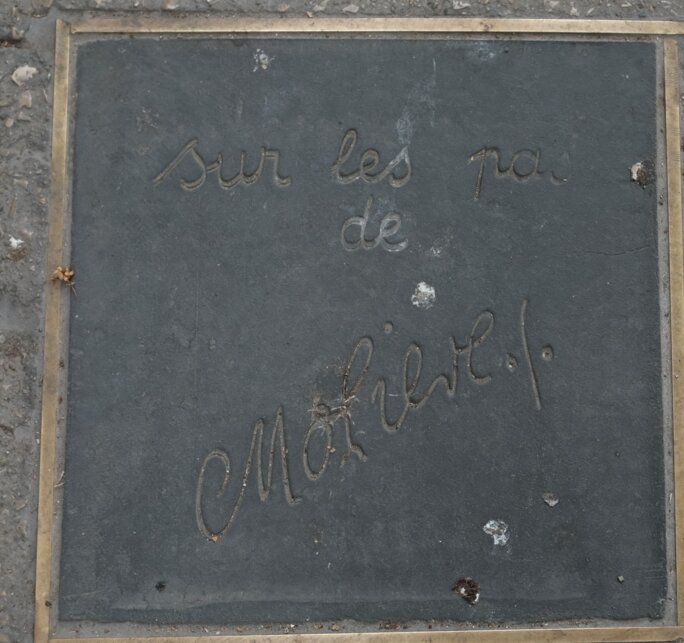 sur les pas
de
Molière ./.